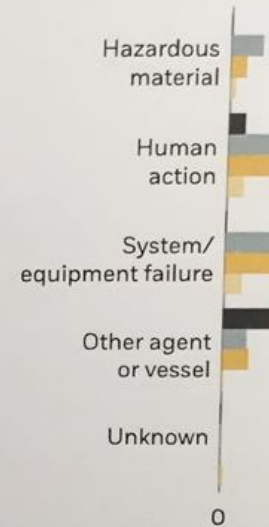 Hazardous
material
Human
action
System/
equipment failure
Other agent
or vessel
Unknown
0